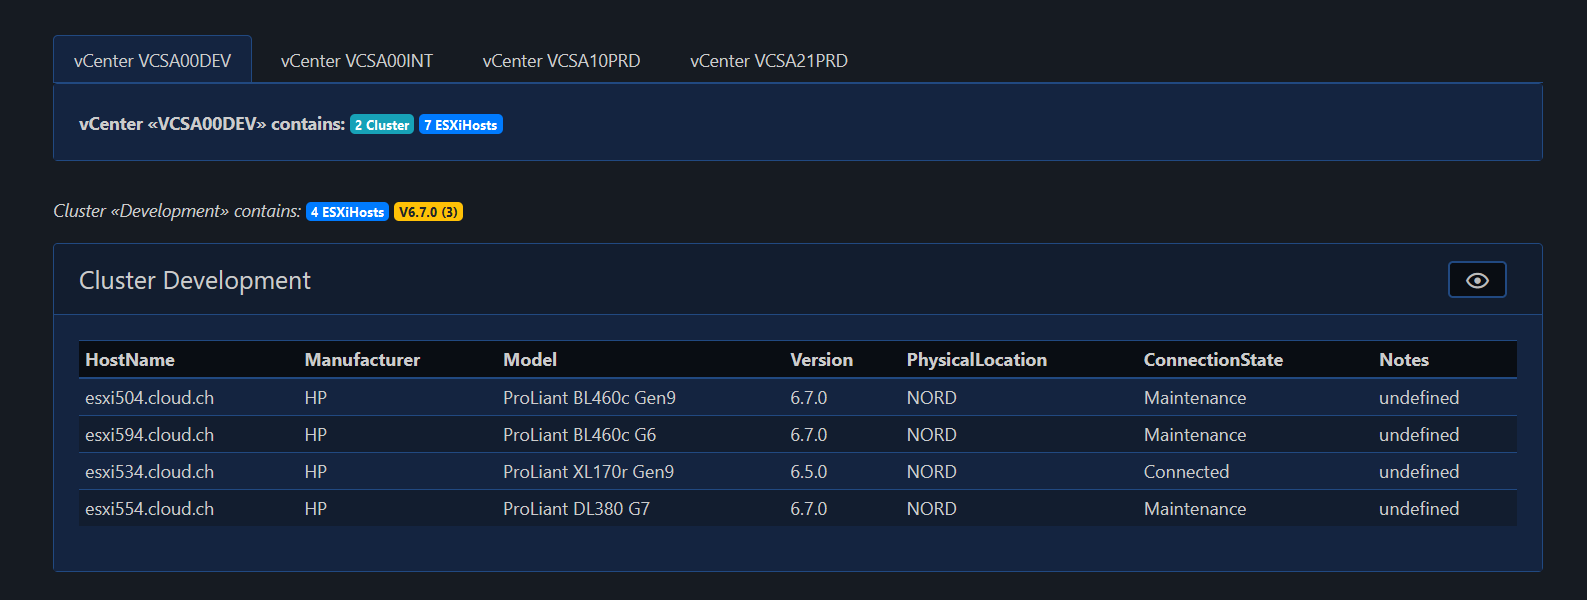 vCenter VCSA00DEV vCenter VCSA00INT vCenter VCSA10PRD vCenter VCSA21PRD
vCenter «VCSA00DEV» contains: 2 Cluster 7 ESXiHosts
Cluster «Development» contains: 4 ESXiHosts V6.7.0 (3)
Cluster Development
HostName Manufacturer Model Version PhysicalLocation ConnectionState Notes
esxi504.cloud.ch HP ProLiant BL460c Gen9 6.7.0 NORD Maintenance undefined
esxi594.cloud.ch HP ProLiant BL460c G6 6.7.0 NORD Maintenance undefined
esxi534.cloud.ch HP ProLiant XL170r Gen9 6.5.0 NORD Connected undefined
esxi554.cloud.ch HP ProLiant DL380 G7 6.7.0 NORD Maintenance undefined